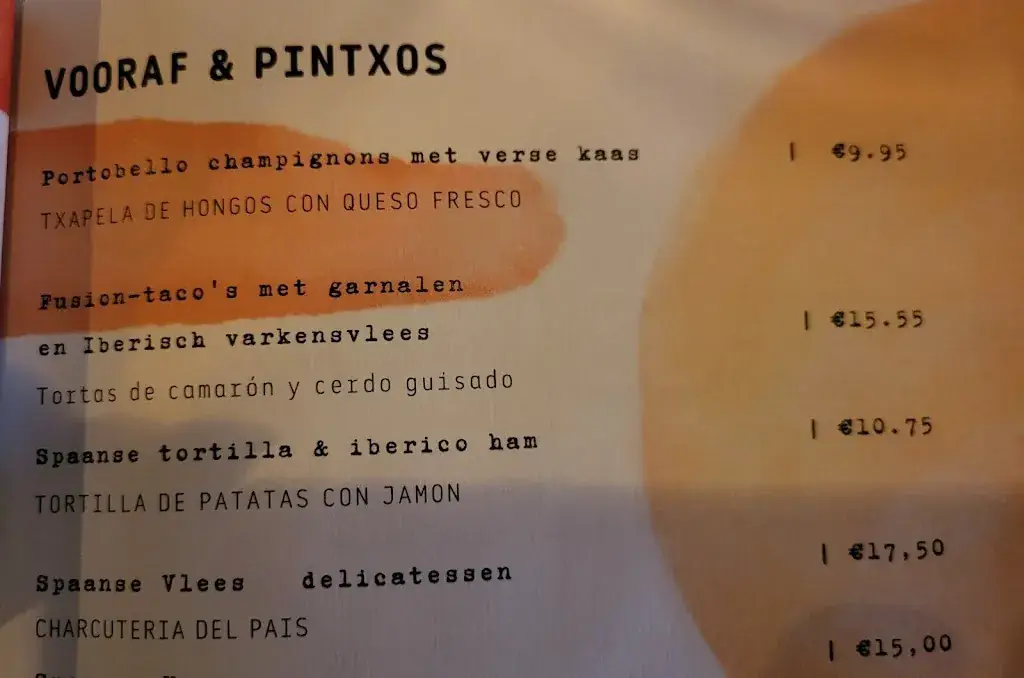 VOORAF & PINTXOS
Portobello champignons met verse kaas | €9.95
TXAPELA DE HONGOS CON QUESO FRESCO
Fusion-taco's met garnalen
en Iberisch varkensvlees | €15.55
Tortas de camarón y cerdo guisado
Spaanse tortilla & iberico ham | €10.75
TORTILLA DE PATATAS CON JAMON
Spaanse Vlees delicatessen | €17,50
CHARCUTERIA DEL PAIS
| €15,00